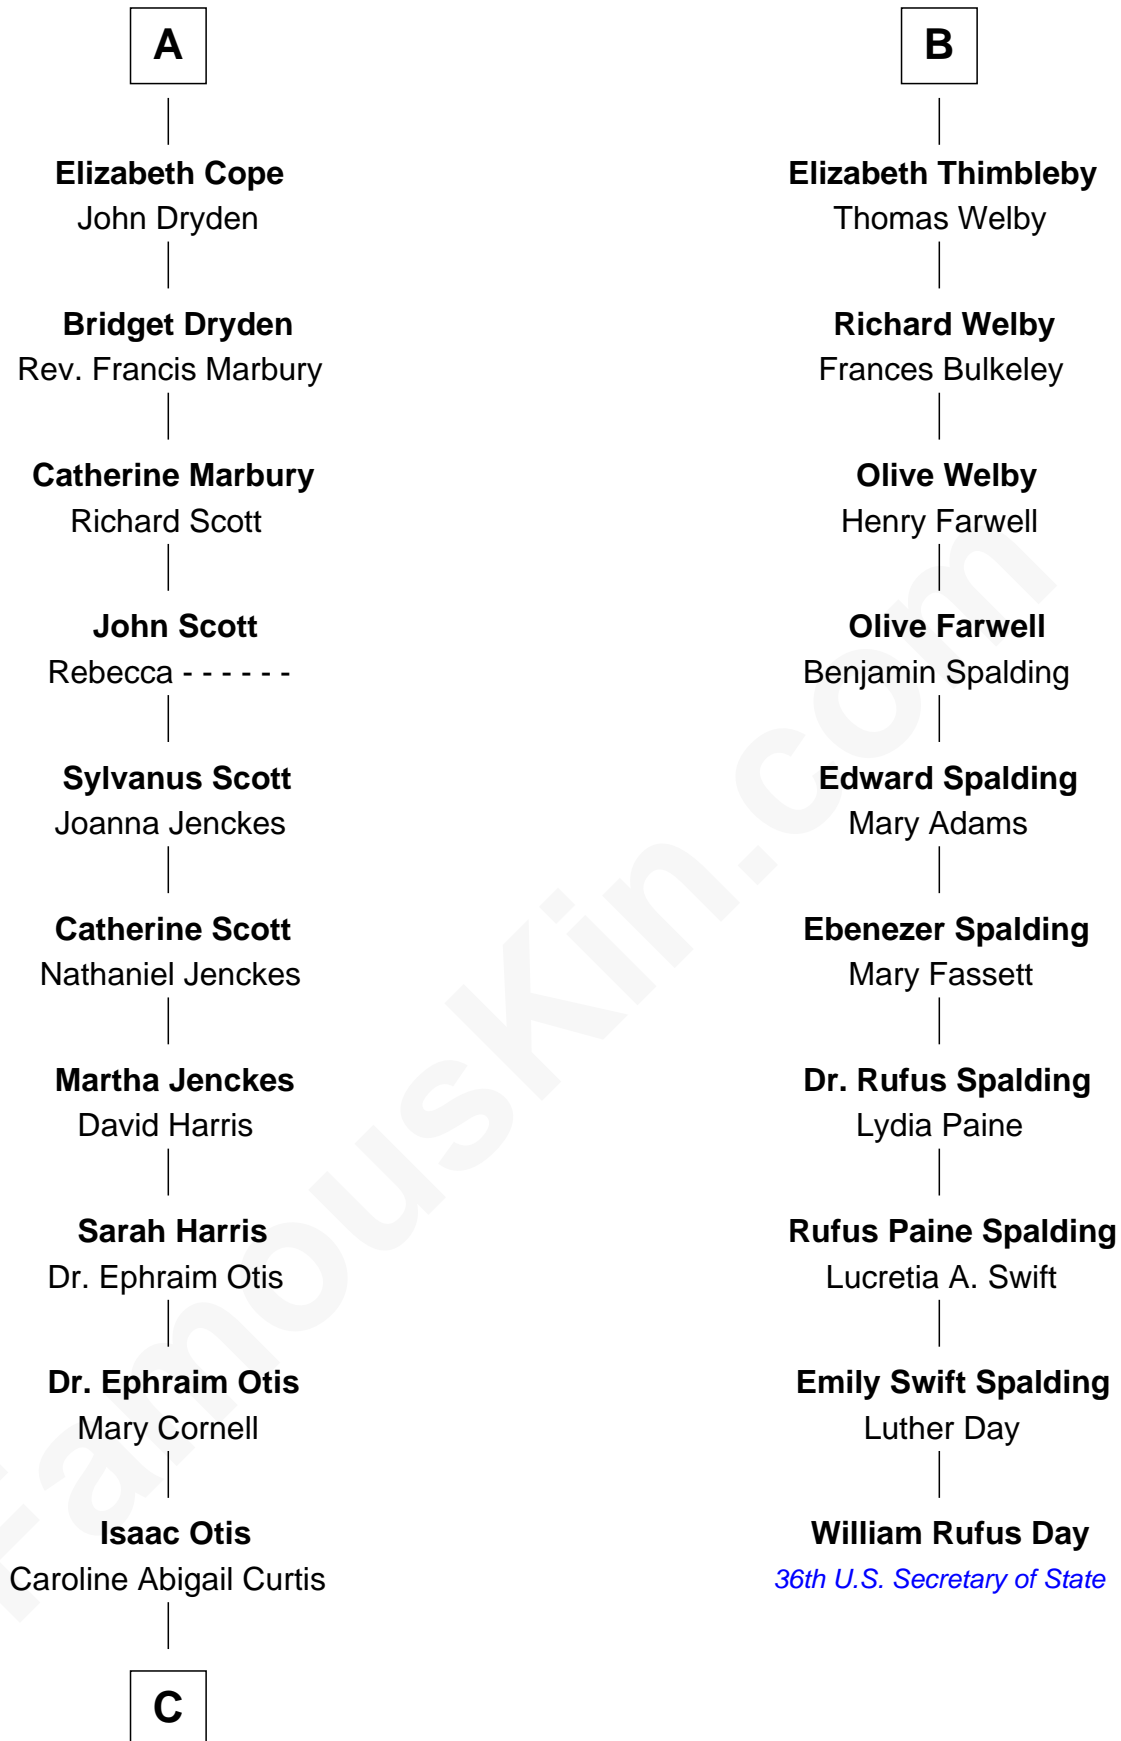 A
Elizabeth Cope
John Dryden
Bridget Dryden
Rev. Francis Marbury
Catherine Marbury
Richard Scott
John Scott
Rebecca - - - - - -
Sylvanus Scott
Joanna Jenckes
Catherine Scott
Nathaniel Jenckes
Martha Jenckes
David Harris
Sarah Harris
Dr. Ephraim Otis
Dr. Ephraim Otis
Mary Cornell
Isaac Otis
Caroline Abigail Curtis
C
B
Elizabeth Thimbleby
Thomas Welby
Richard Welby
Frances Bulkeley
Olive Welby
Henry Farwell
Olive Farwell
Benjamin Spalding
Edward Spalding
Mary Adams
Ebenezer Spalding
Mary Fassett
Dr. Rufus Spalding
Lydia Paine
Rufus Paine Spalding
Lucretia A. Swift
Emily Swift Spalding
Luther Day
William Rufus Day
36th U.S. Secretary of State
FamousKin.com